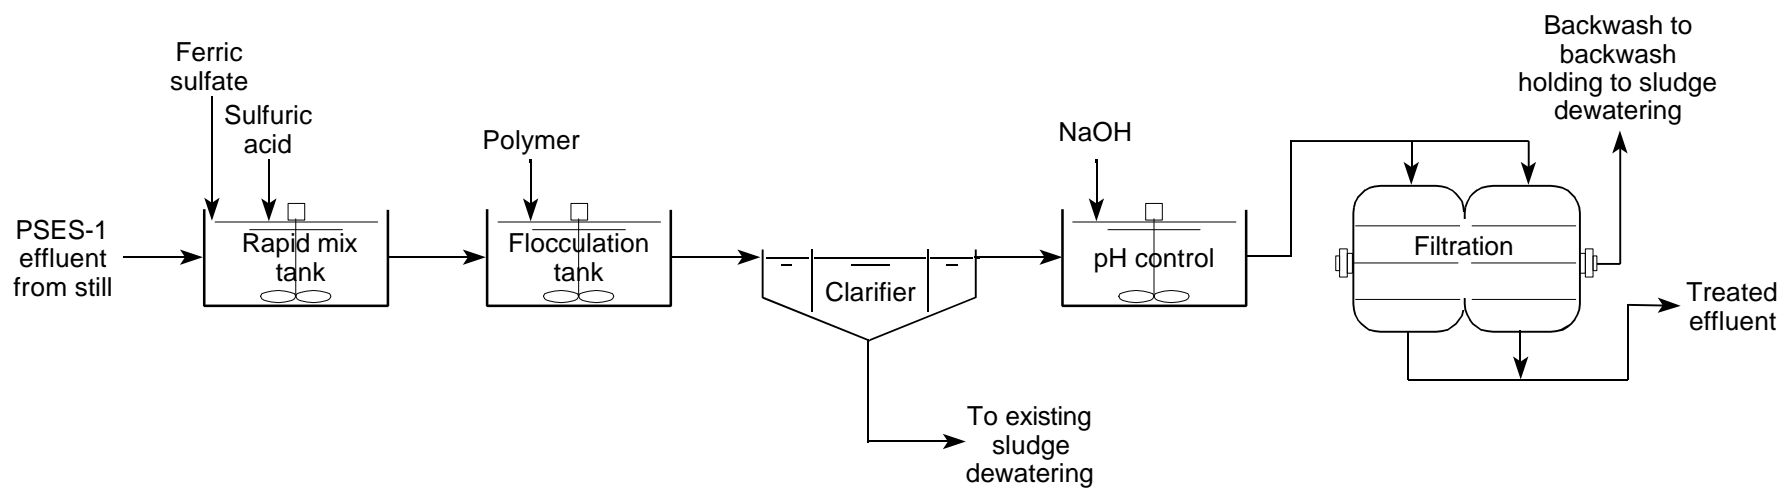 Ferric
sulfate
Sulfuric
acid
PSES-1
effluent
from still
Rapid mix
tank
Polymer
Flocculation
tank
Clarifier
To existing
sludge
dewatering
NaOH
pH control
Filtration
Backwash to
backwash
holding to sludge
dewatering
Treated
effluent